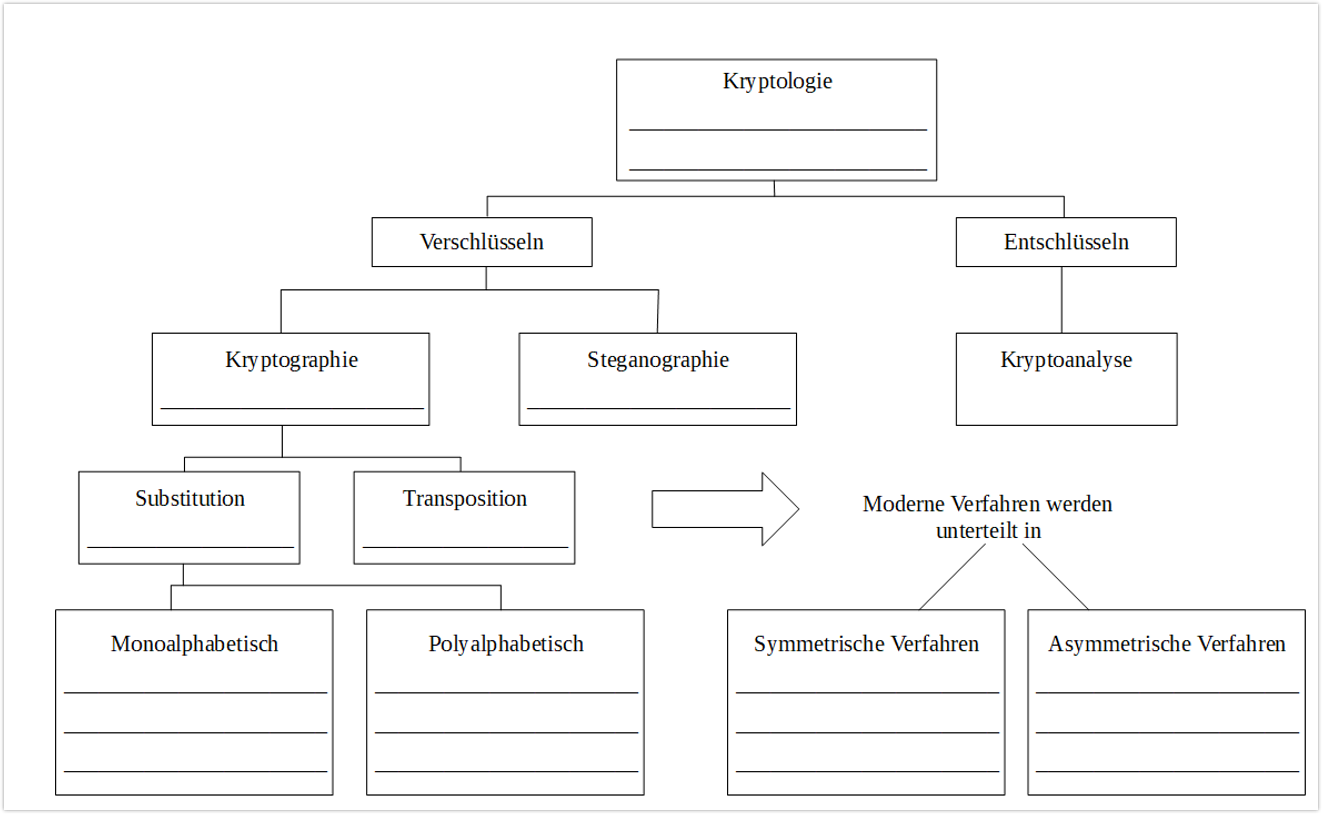 Kryptologie
Verschlüsseln
Entschlüsseln
Kryptographie
Steganographie
Kryptoanalyse
Substitution
Transposition
Moderne Verfahren werden
unterteilt in
Monoalphabetisch
Polyalphabetisch
Symmetrische Verfahren
Asymmetrische Verfahren